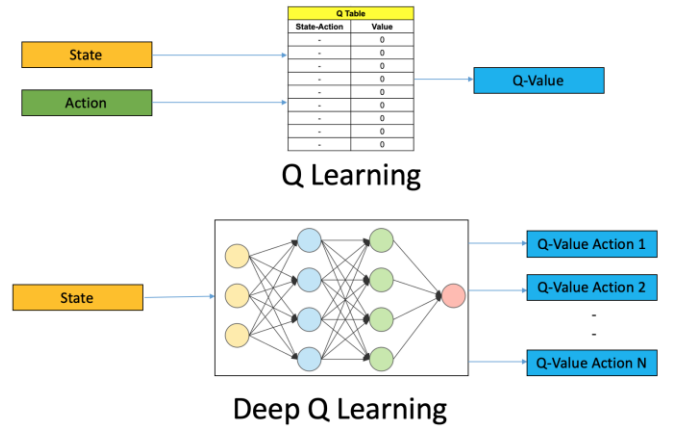 Q Table
State-Action Value
- 0
- 0
- 0
- 0
- 0
- 0
- 0
- 0
- 0
State
Action
Q-Value
Q Learning
State
Q-Value Action 1
Q-Value Action 2
-
-
Q-Value Action N
Deep Q Learning